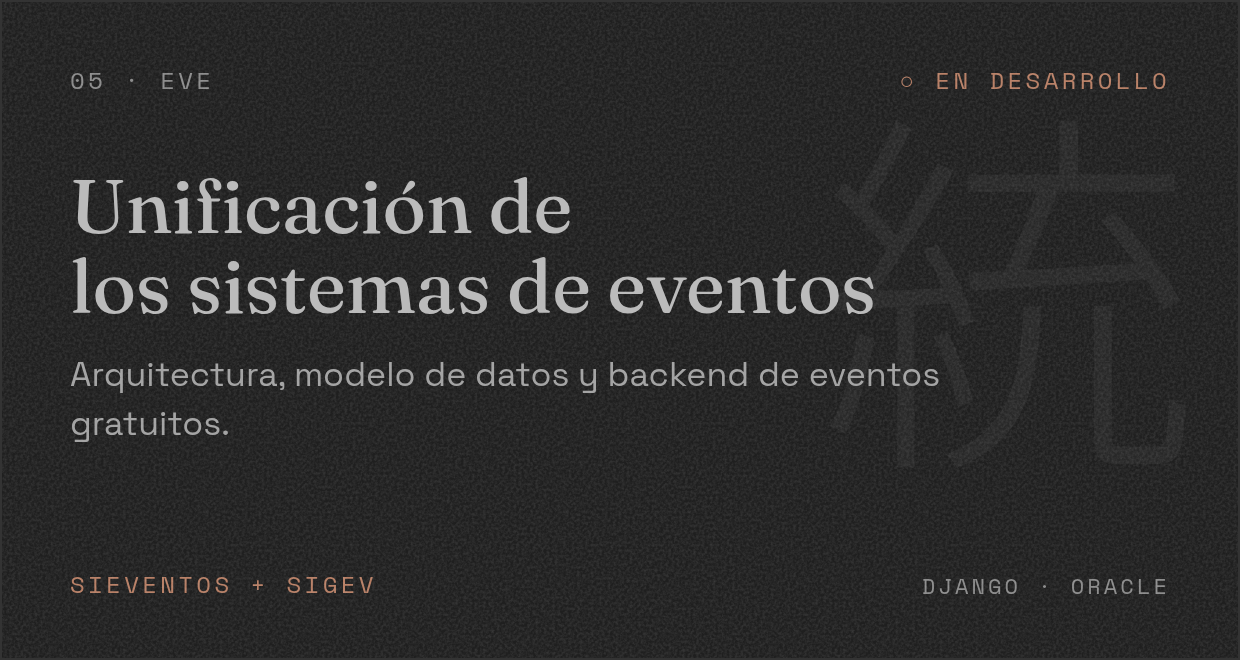 05 · EVE
○ EN DESARROLLO
統
Unificación de
los sistemas de eventos
Arquitectura, modelo de datos y backend de eventos
gratuitos.
SIEVENTOS + SIGEV
DJANGO · ORACLE